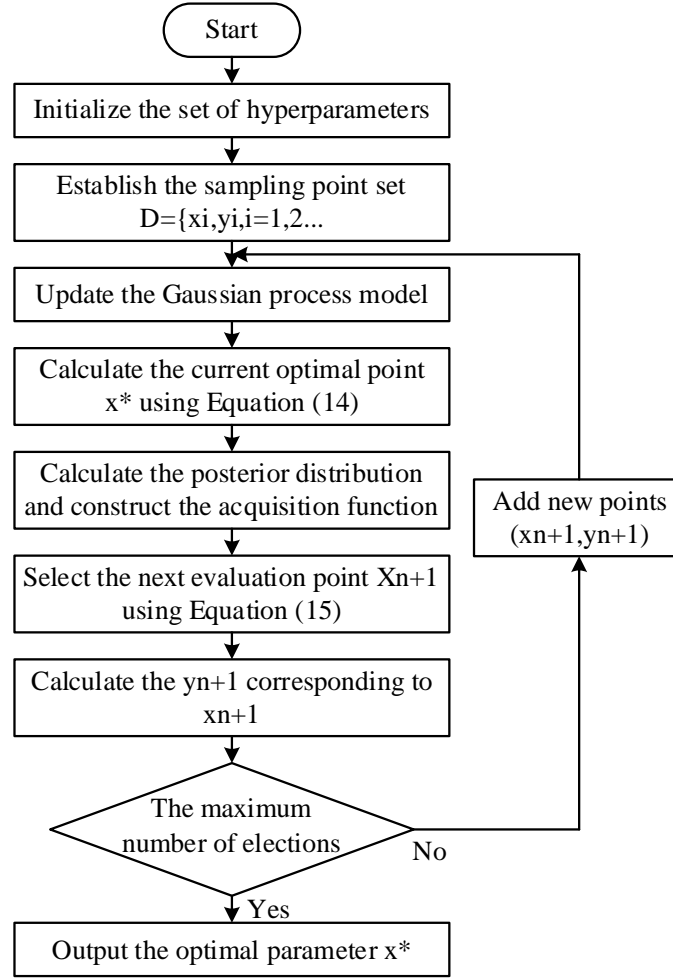 Start
Initialize the set of hyperparameters
Establish the sampling point set
D={xi,yi,i=1,2...
Update the Gaussian process model
Calculate the current optimal point
x* using Equation (14)
Calculate the posterior distribution
and construct the acquisition function
Add new points
(xn+1,yn+1)
Select the next evaluation point Xn+1
using Equation (15)
Calculate the yn+1 corresponding to
xn+1
The maximum
number of elections
No
Yes
Output the optimal parameter x*